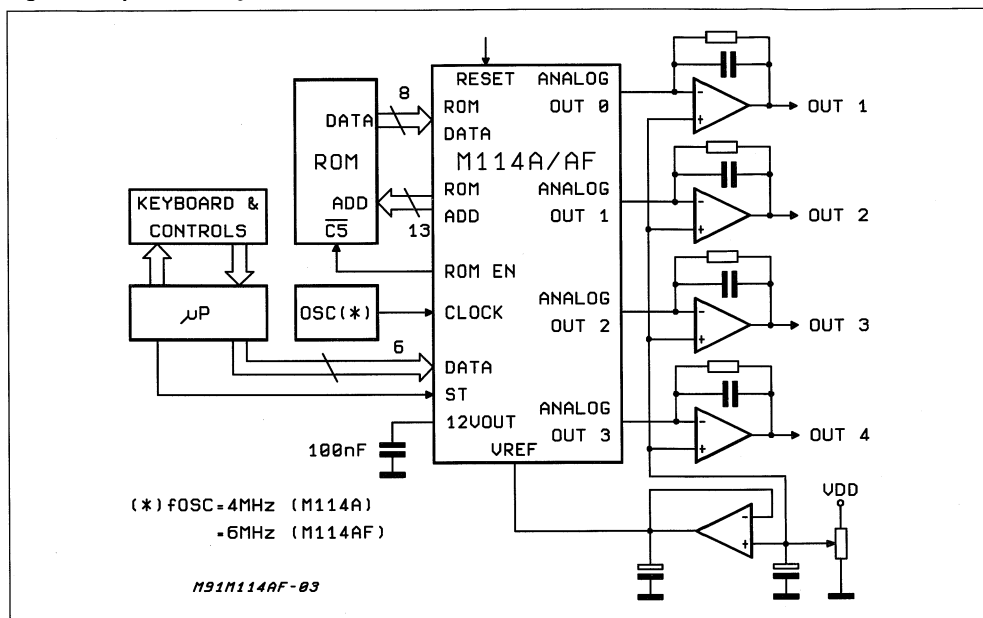 RESET
ANALOG
OUT 0
ROM
DATA
M114A/AF
8
DATA
ROM
ADD
C5
ROM
ADD
13
ANALOG
OUT 1
KEYBOARD &
CONTROLS
ROM EN
OSC(*)
CLOCK
ANALOG
OUT 2
µP
6
DATA
ST
12VOUT
ANALOG
OUT 3
VREF
100nF
OUT 1
OUT 2
OUT 3
OUT 4
VDD
(*)fOSC=4MHz (M114A)
=6MHz (M114AF)
M91M114AF-03